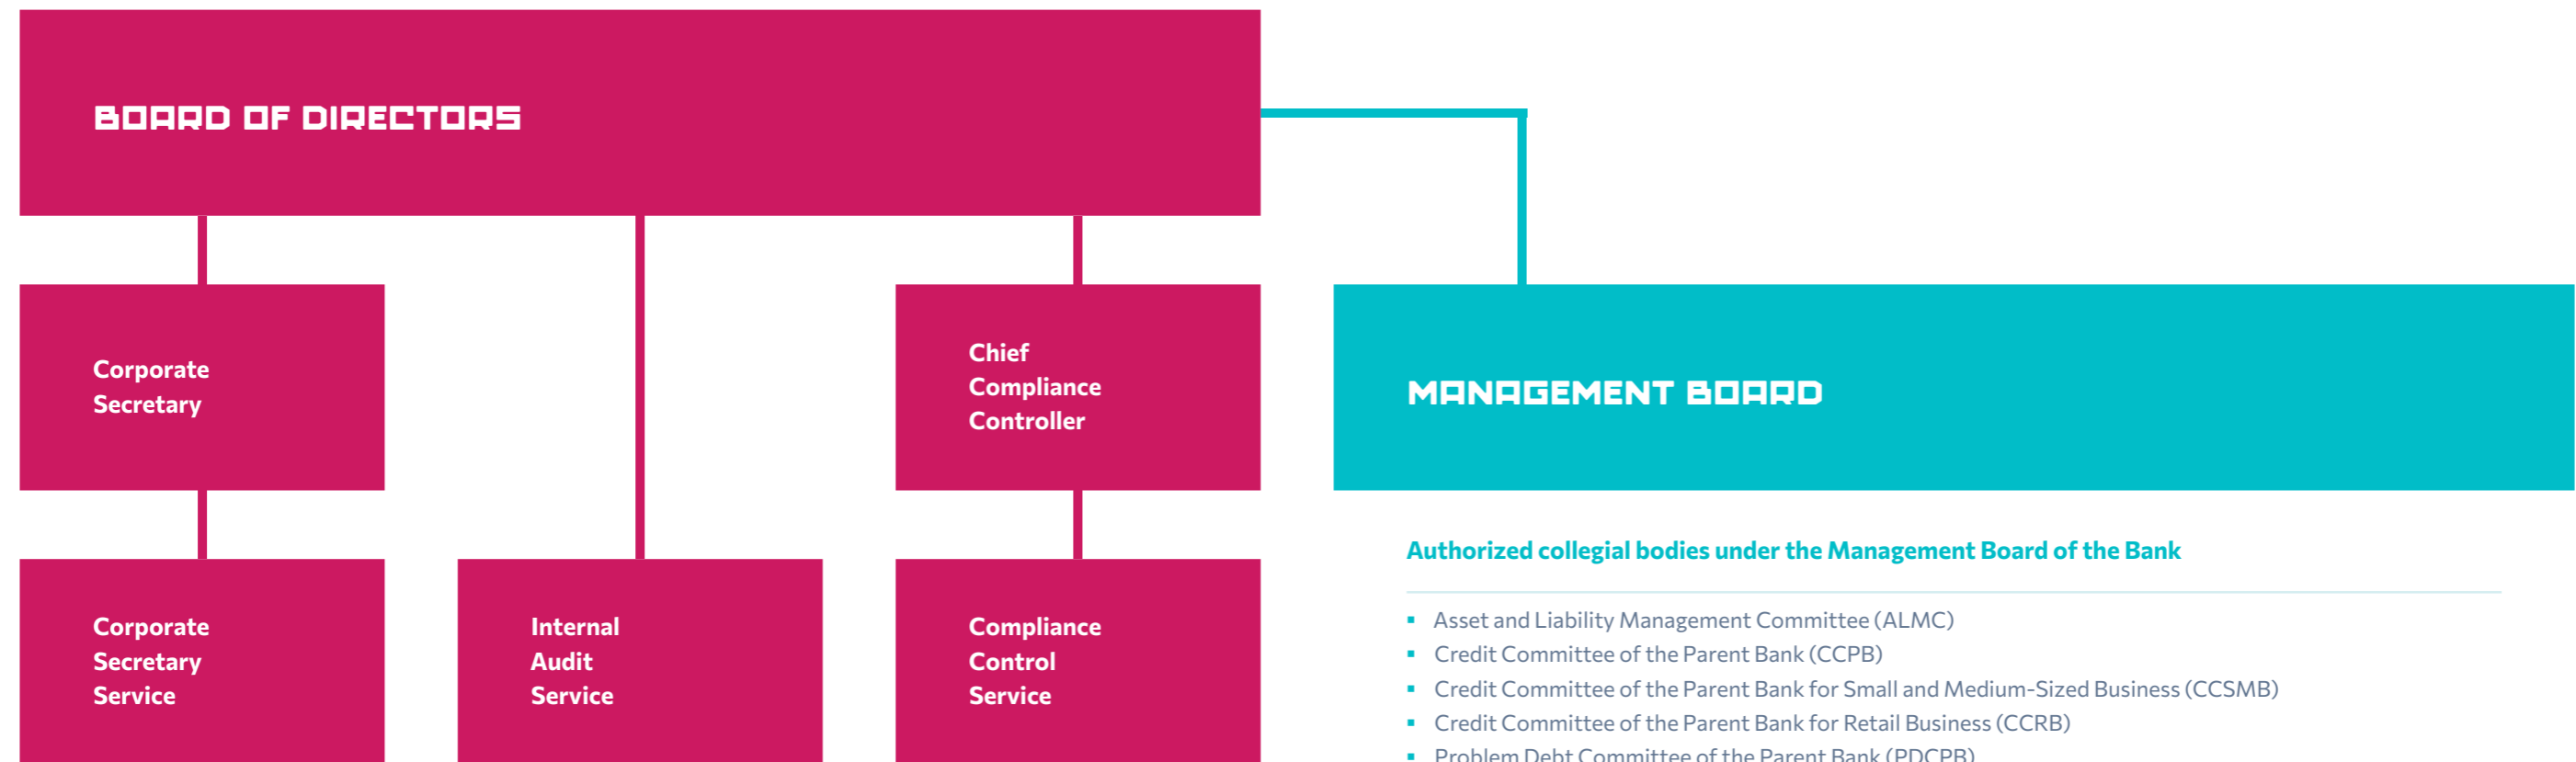 BOARD OF DIRECTORS
Corporate
Secretary
Chief
Compliance
Controller
MANAGEMENT BOARD
Corporate
Secretary
Service
Internal
Audit
Service
Compliance
Control
Service
Authorized collegial bodies under the Management Board of the Bank
▪ Asset and Liability Management Committee (ALMC)
▪ Credit Committee of the Parent Bank (CCPB)
▪ Credit Committee of the Parent Bank for Small and Medium-Sized Business (CCSMB)
▪ Credit Committee of the Parent Bank for Retail Business (CCRB)
▪ Problem Debt Committee of the Parent Bank (PDCPB)